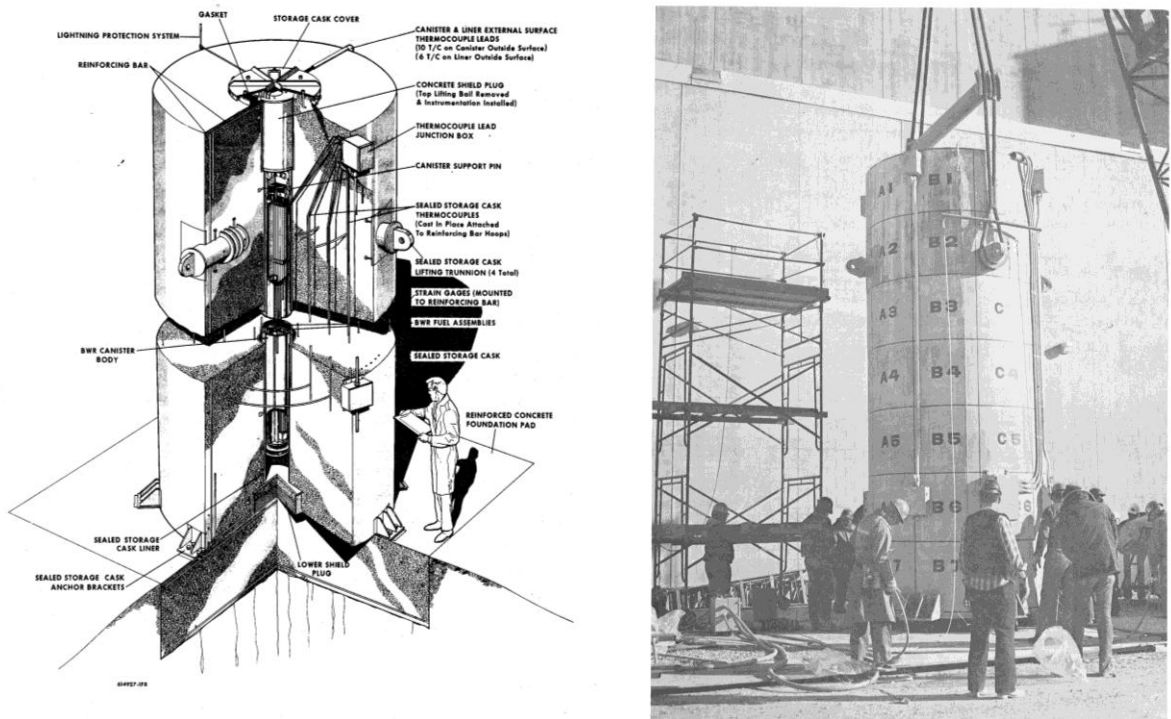 GASKET
STORAGE CASK COVER
LIGHTNING PROTECTION SYSTEM
REINFORCING BAR
CANISTER & LINER EXTERNAL SURFACE
THERMOCOUPLE LEADS
(10 T/C on Canister Outside Surface)
(6 T/C on Liner Outside Surface)
CONCRETE SHIELD PLUG
(Top Lifting Bail Removed
& Instrumentation Installed)
THERMOCOUPLE LEAD
JUNCTION BOX
CANISTER SUPPORT PIN
SEALED STORAGE CASK
THERMOCOUPLES
(Cast In Place Attached
To Reinforcing Bar Hoops)
SEALED STORAGE CASK
LIFTING TRUNNION (4 Total)
STRAIN GAGES (MOUNTED
TO REINFORCING BAR)
BWR FUEL ASSEMBLIES
BWR CANISTER
BODY
SEALED STORAGE CASK
REINFORCED CONCRETE
FOUNDATION PAD
SEALED STORAGE
CASK LINER
SEALED STORAGE CASK
ANCHOR BRACKETS
LOWER SHIELD
PLUG
A1 B1
A2 B2
A3 B3 C
A4 B4 C4
A5 B5 C5
B6 6
7 B7